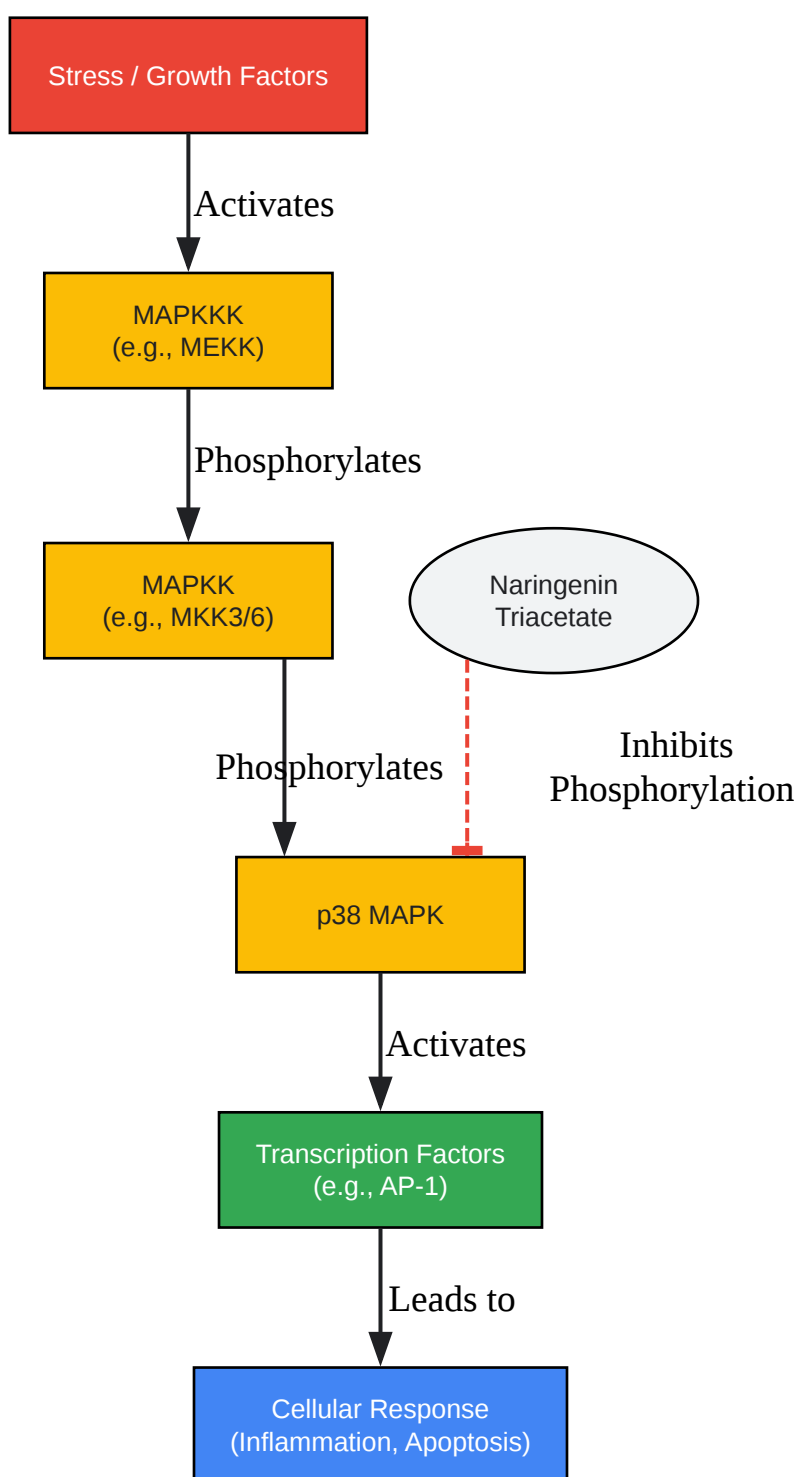 Stress / Growth Factors
Activates
MAPKKK
(e.g., MEKK)
Phosphorylates
MAPKK
(e.g., MKK3/6)
Naringenin
Triacetate
Phosphorylates
Inhibits
Phosphorylation
p38 MAPK
Activates
Transcription Factors
(e.g., AP-1)
Leads to
Cellular Response
(Inflammation, Apoptosis)